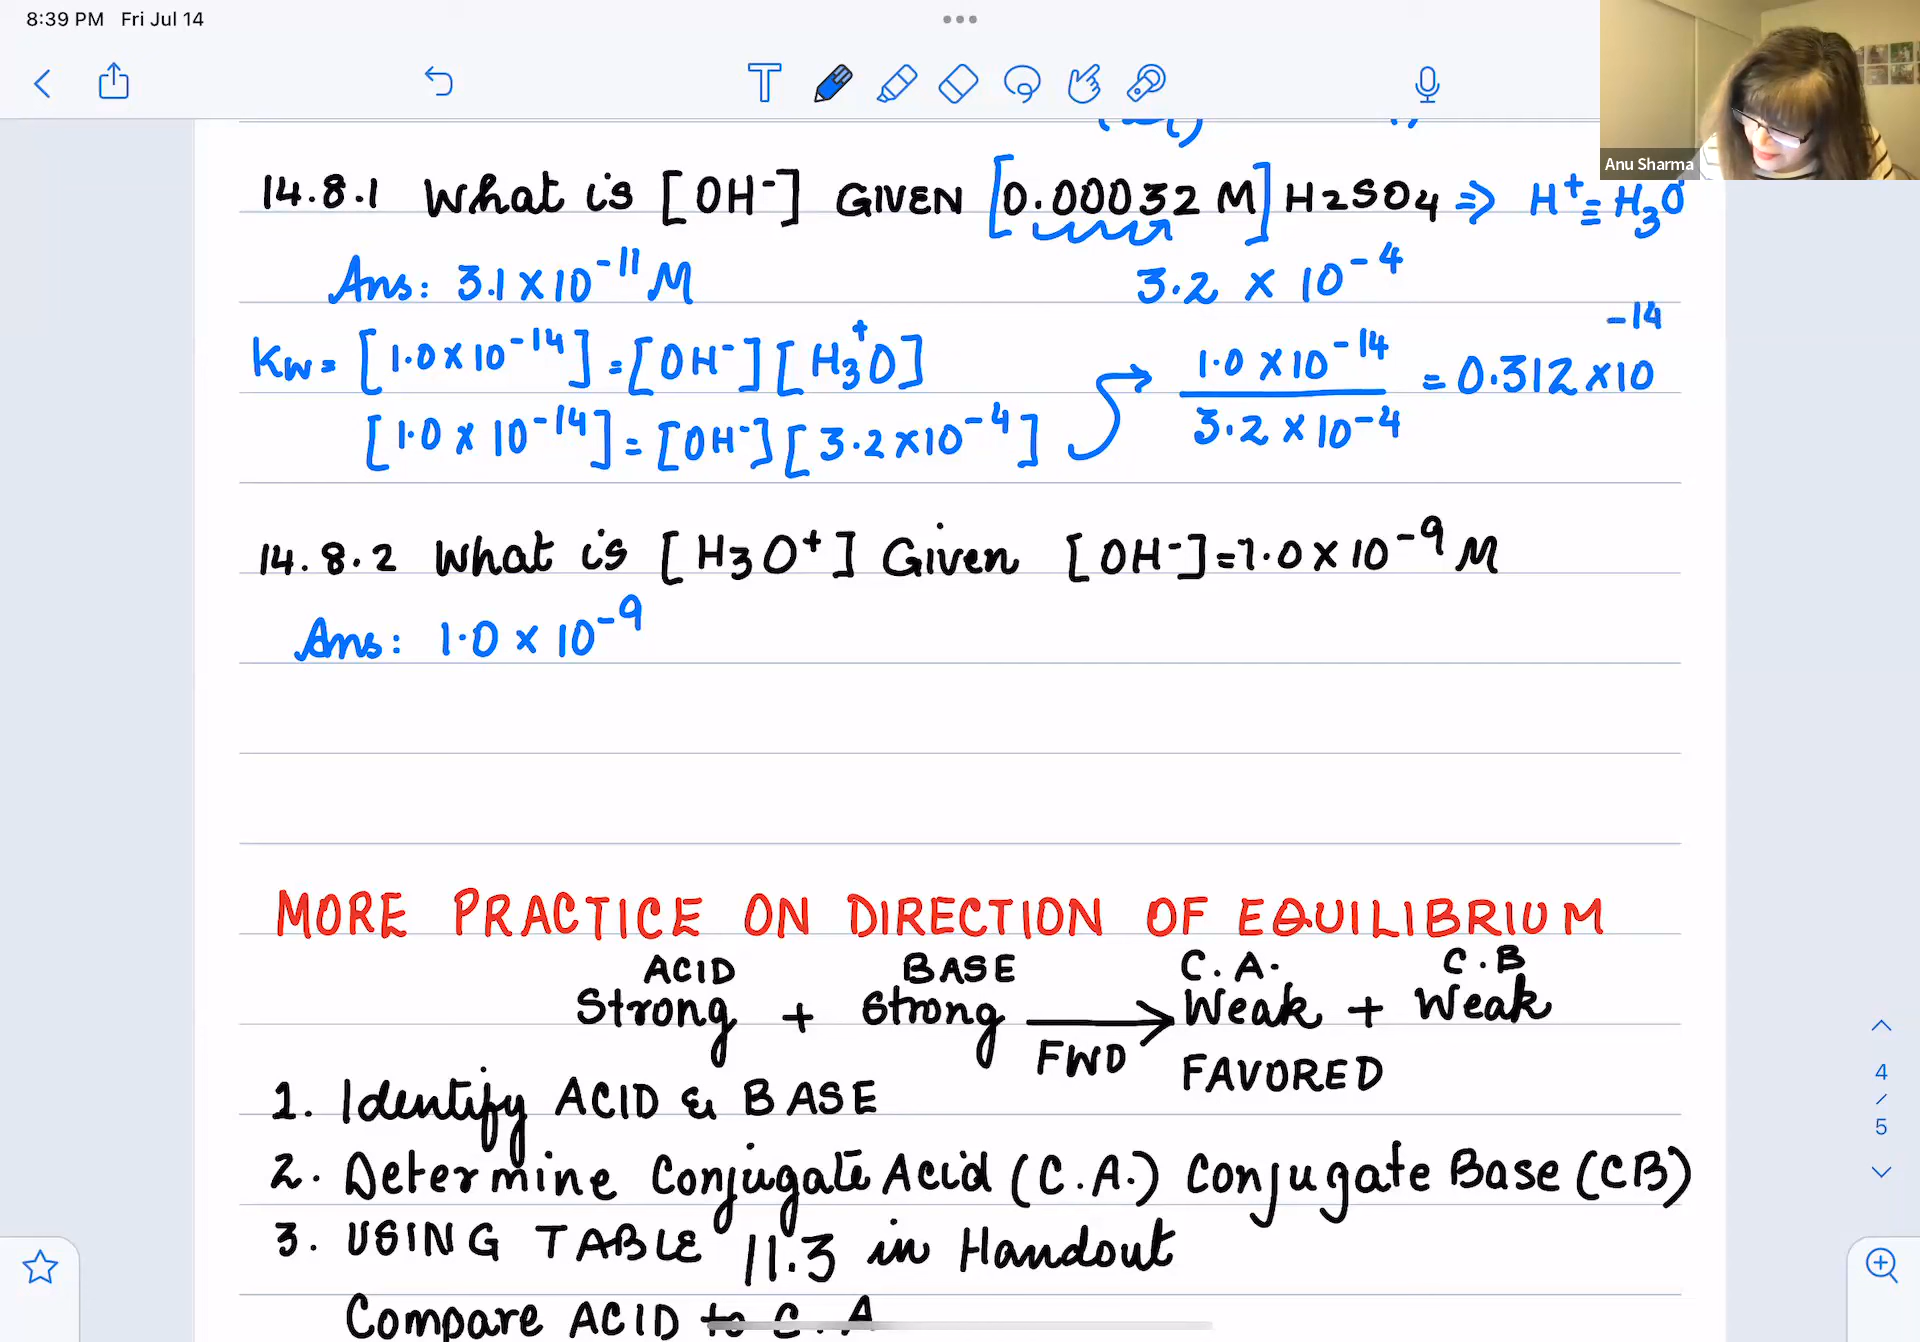 8:39 PM Fri Jul 14
Anu Sharma
14.8.1 What is [OH⁻] GIVEN [0.00032 M] H2SO4 => H⁺ = H₃O⁺
Ans: 3.1 x 10⁻¹¹ M 3.2 x 10⁻⁴
Kw = [1.0 x 10⁻¹⁴] = [OH⁻][H₃⁺O] → 1.0 x 10⁻¹⁴ / 3.2 x 10⁻⁴ = 0.312 x 10⁻¹⁴
[1.0 x 10⁻¹⁴] = [OH⁻][3.2 x 10⁻⁴]
14.8.2 What is [H3O⁺] Given [OH⁻] = 1.0 x 10⁻⁹ M
Ans: 1.0 x 10⁻⁹
MORE PRACTICE ON DIRECTION OF EQUILIBRIUM
ACID BASE C.A. C.B
Strong + Strong → Weak + Weak
FWD FAVORED
1. Identify ACID & BASE
2. Determine Conjugate Acid (C.A.) Conjugate Base (CB)
3. USING TABLE 11.3 in Handout
Compare ACID to C.A
4
/
5